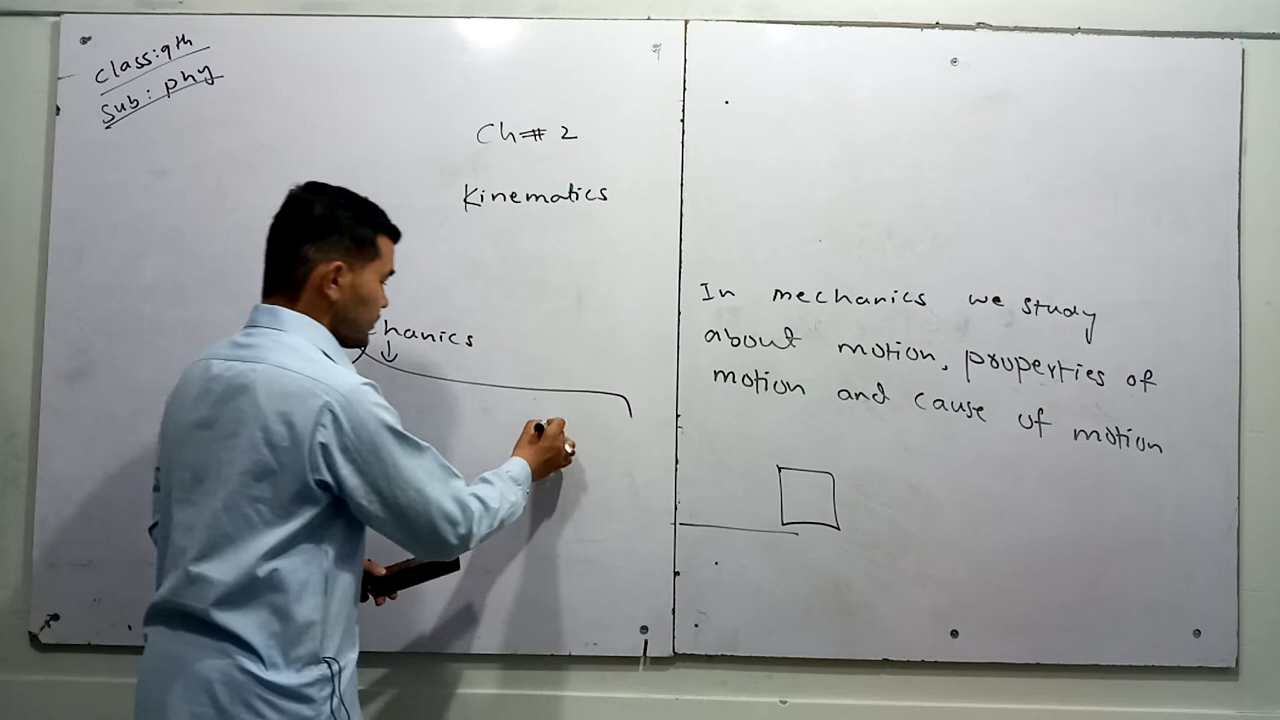 Class: 9th
Sub: phy
Ch # 2
Kinematics
hanics
In mechanics we study
about motion, properties of
motion and cause of motion